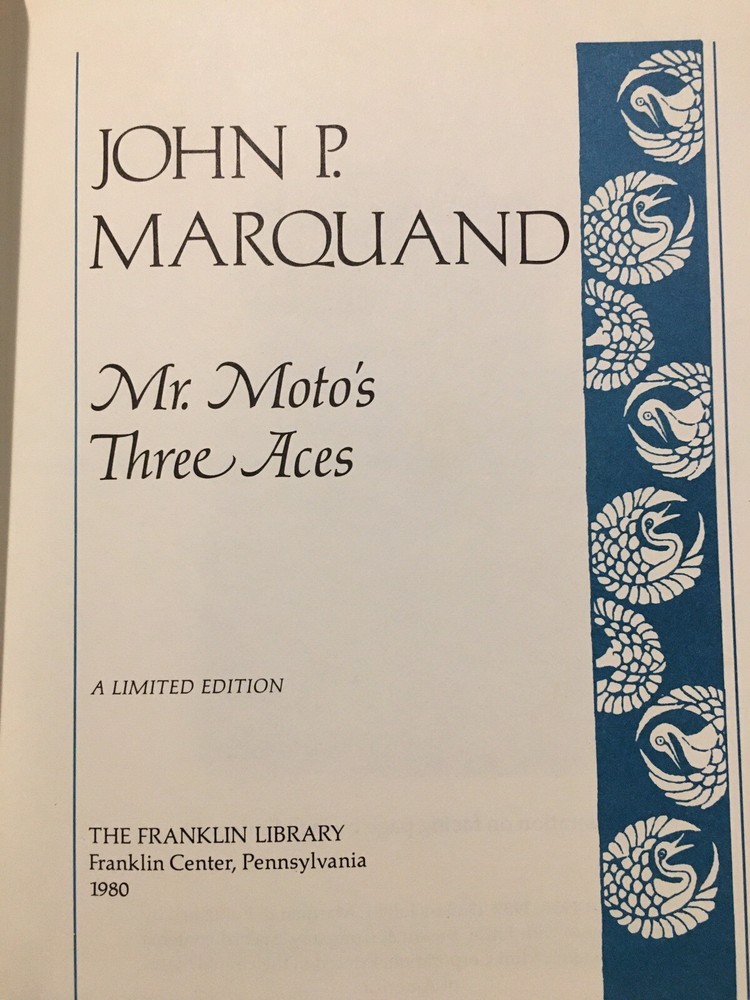 JOHN P.
MARQUAND
Mr. Moto's
Three Aces
A LIMITED EDITION
THE FRANKLIN LIBRARY
Franklin Center, Pennsylvania
1980